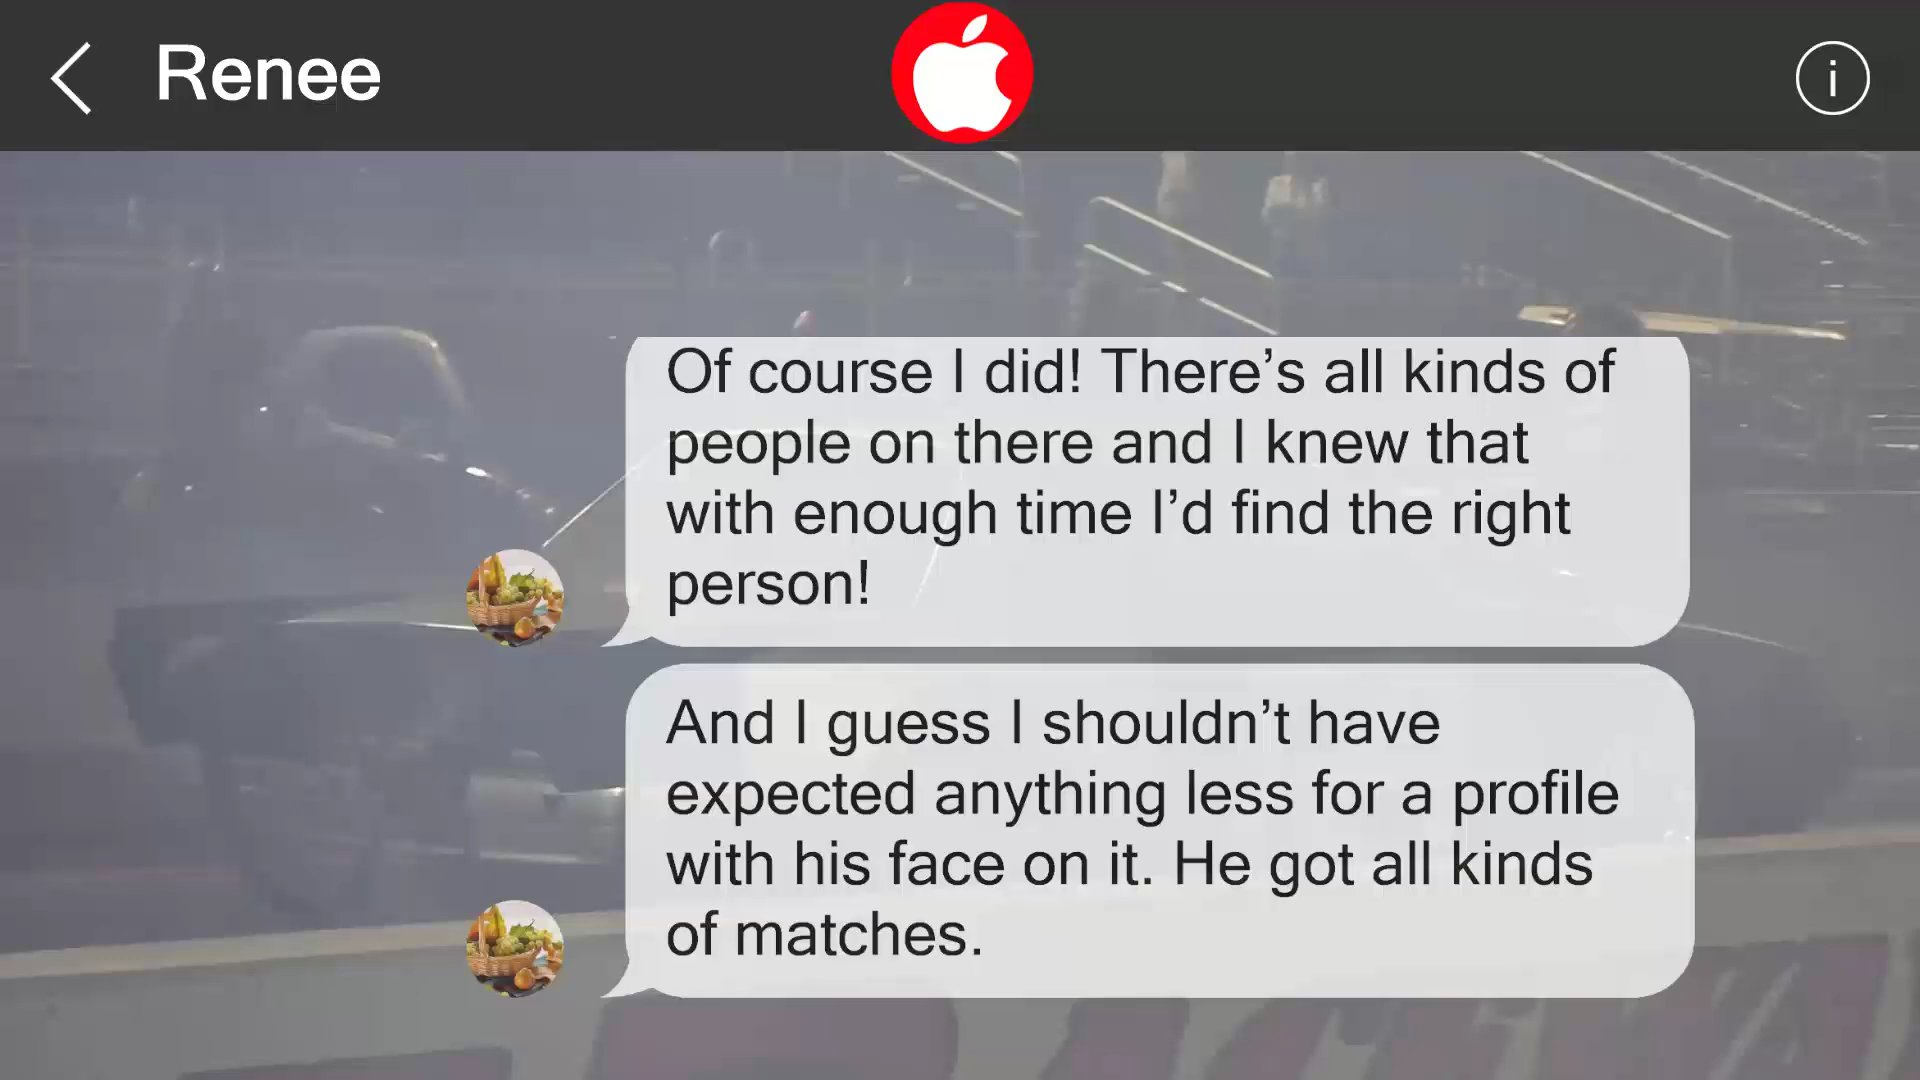 Renee
Of course I did! There’s all kinds of
people on there and I knew that
with enough time I’d find the right
person!
And I guess I shouldn’t have
expected anything less for a profile
with his face on it. He got all kinds
of matches.